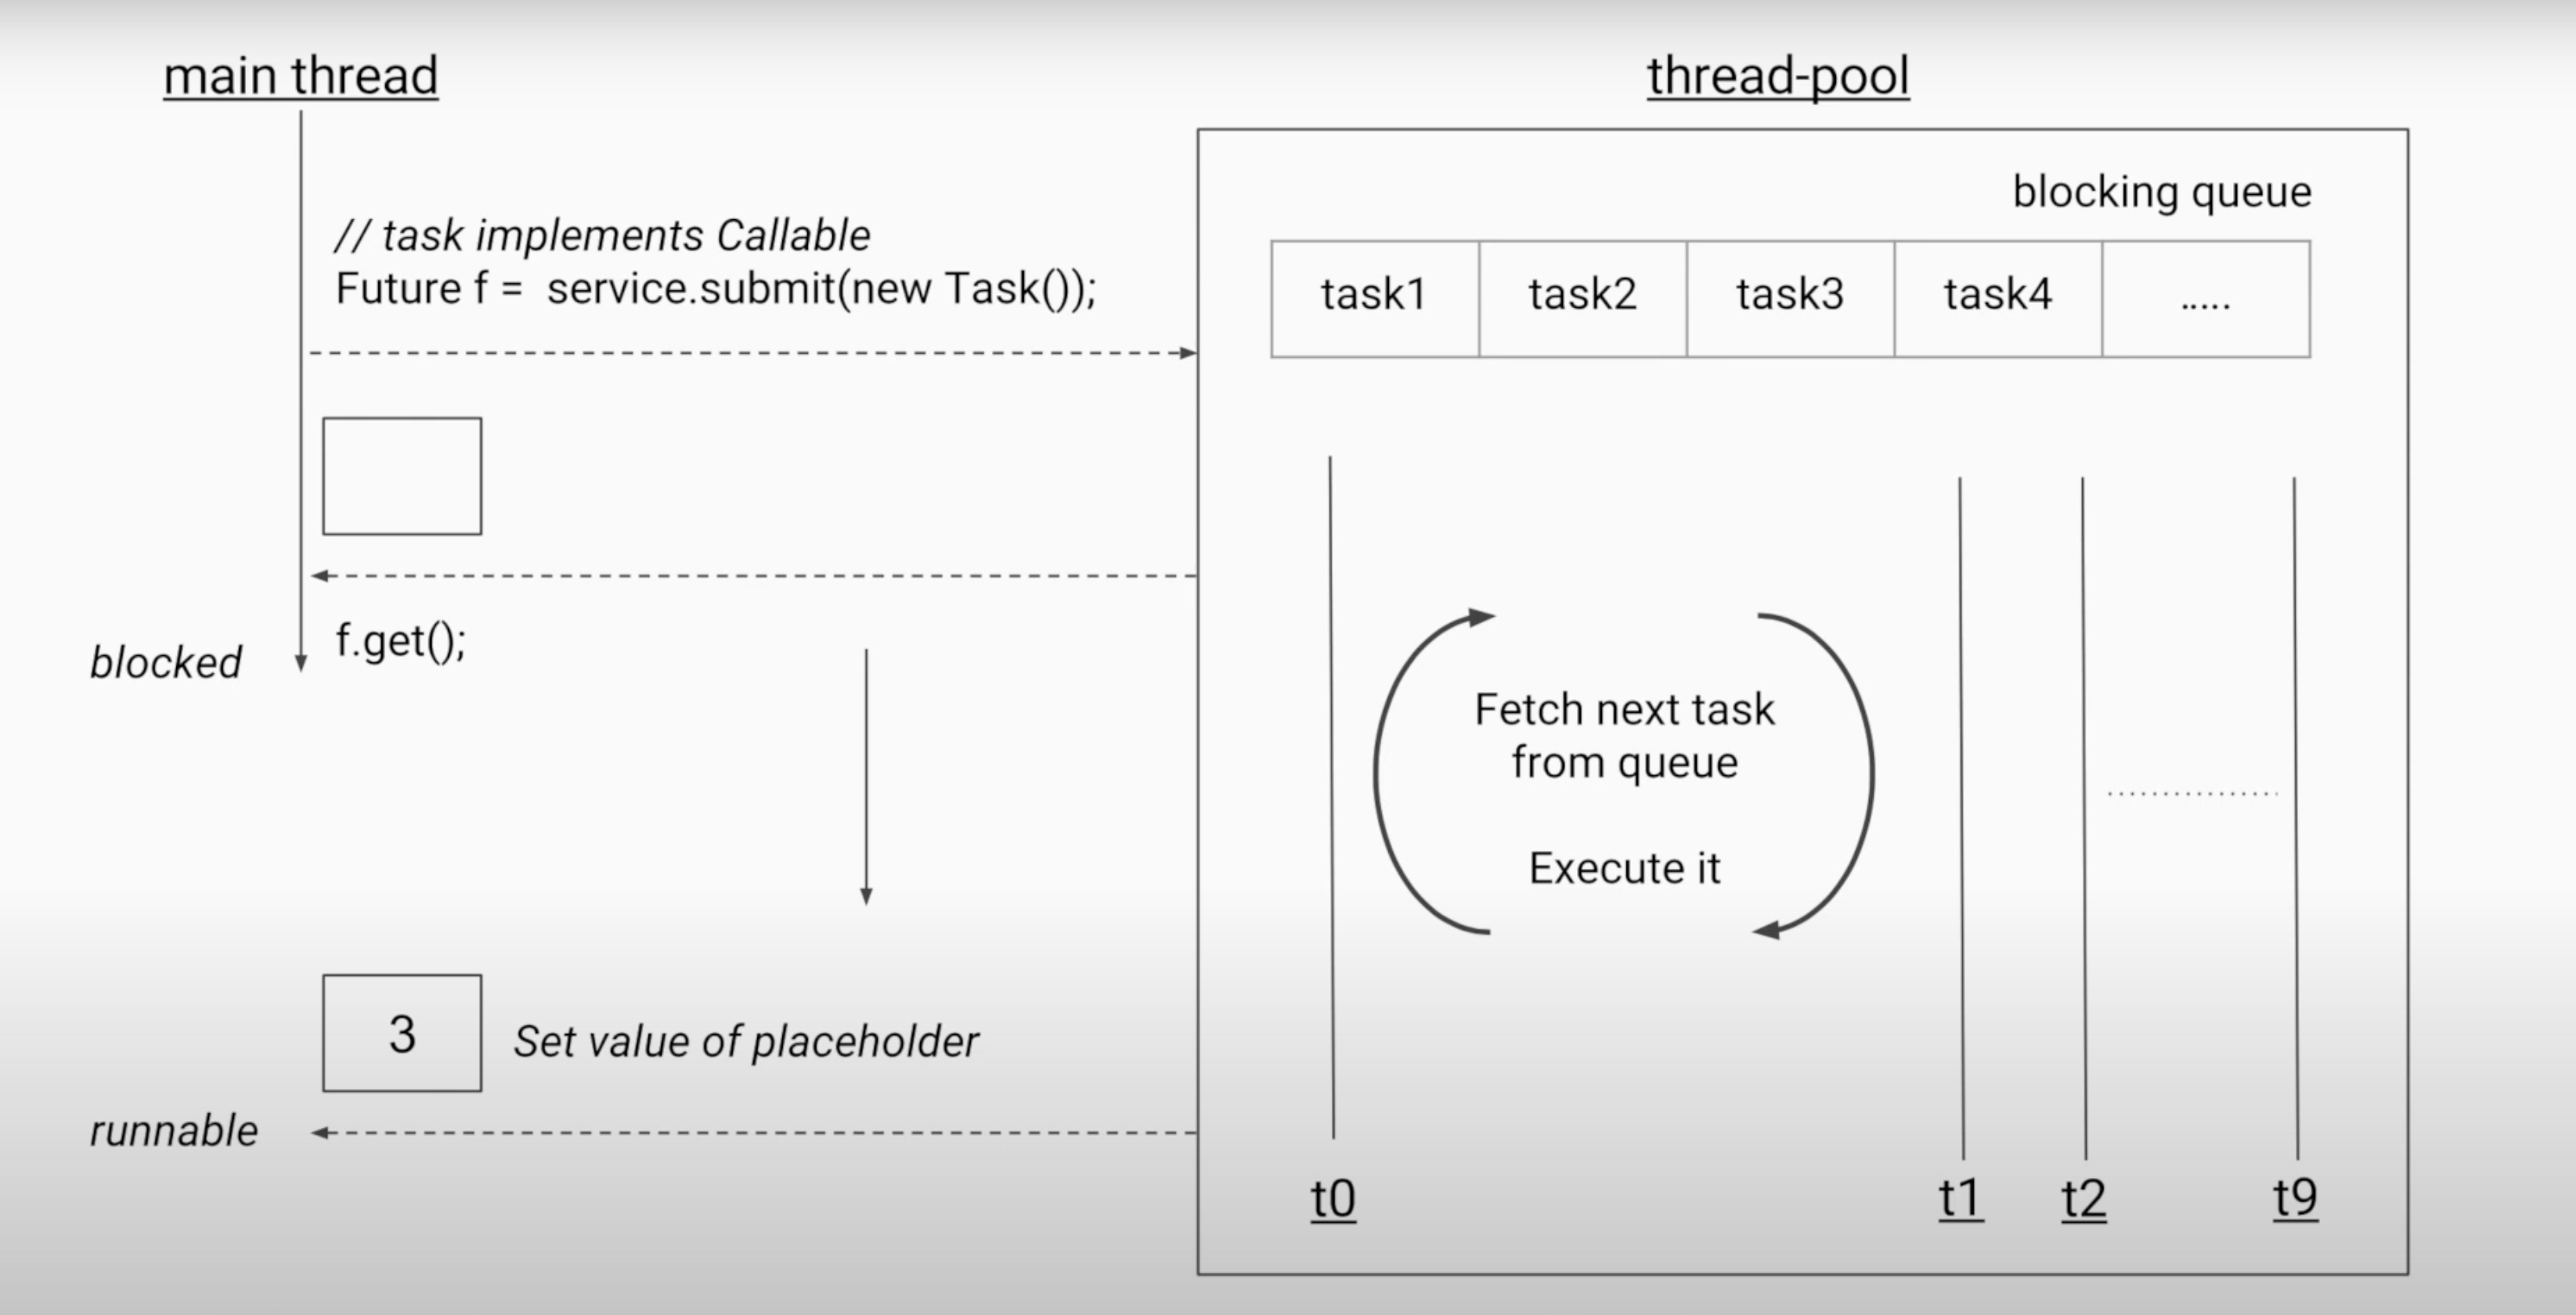 main thread
thread-pool
// task implements Callable
Future f =  service.submit(new Task());
blocking queue
task1
task2
task3
task4
.....
f.get();
blocked
Fetch next task
from queue
Execute it
3
Set value of placeholder
runnable
t0
t1
t2
t9